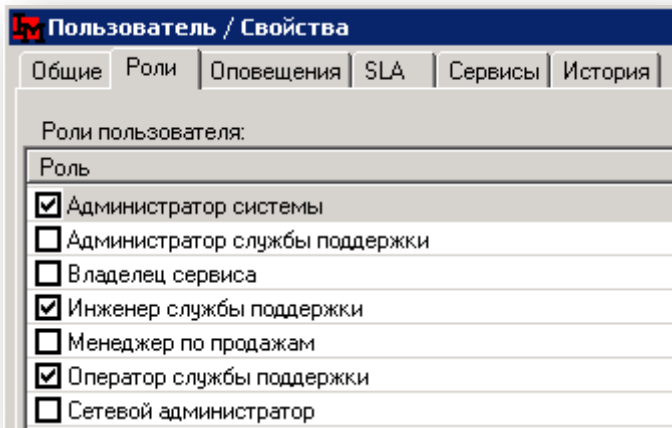 Пользователь / Свойства
Общие Роли Оповещения SLA Сервисы История
Роли пользователя:
Роль
Администратор системы
Администратор службы поддержки
Владелец сервиса
Инженер службы поддержки
Менеджер по продажам
Оператор службы поддержки
Сетевой администратор